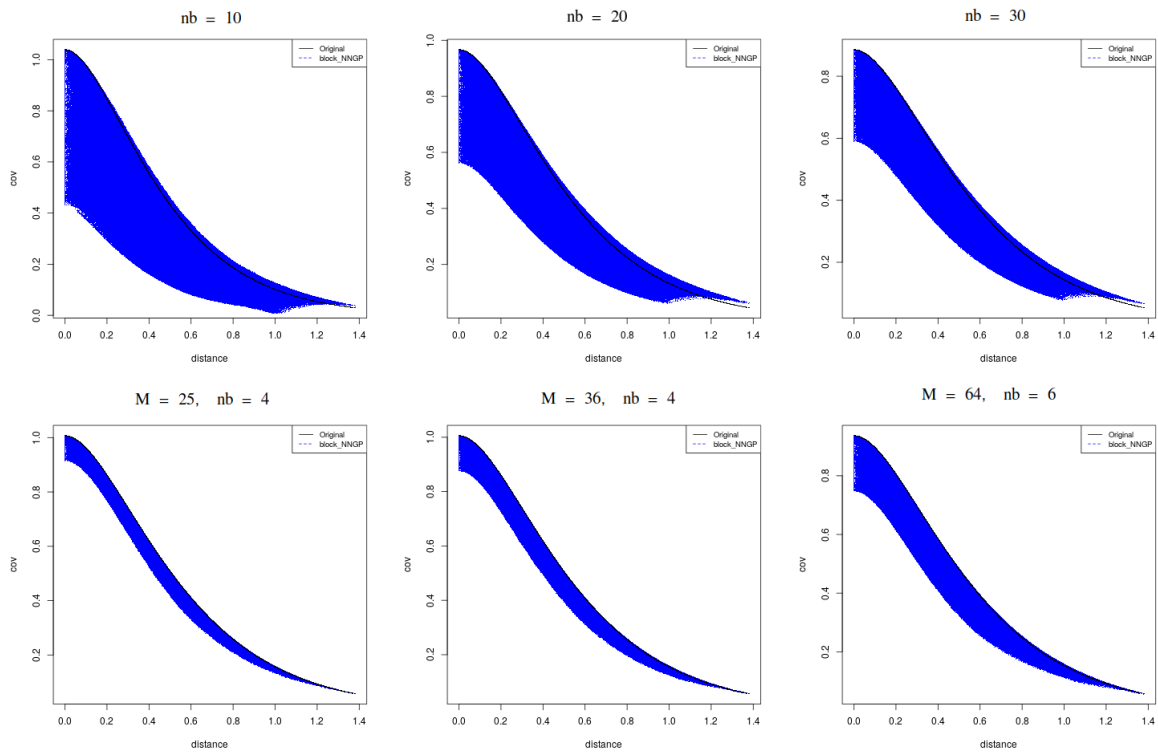 nb = 10
Original
block_NNGP
cov
0.0 0.2 0.4 0.6 0.8 1.0
0.0 0.2 0.4 0.6 0.8 1.0 1.2 1.4
distance
nb = 20
Original
block_NNGP
cov
0.2 0.4 0.6 0.8 1.0
0.0 0.2 0.4 0.6 0.8 1.0 1.2 1.4
distance
nb = 30
Original
block_NNGP
cov
0.2 0.4 0.6 0.8
0.0 0.2 0.4 0.6 0.8 1.0 1.2 1.4
distance
M = 25, nb = 4
Original
block_NNGP
cov
0.2 0.4 0.6 0.8 1.0
0.0 0.2 0.4 0.6 0.8 1.0 1.2 1.4
distance
M = 36, nb = 4
Original
block_NNGP
cov
0.2 0.4 0.6 0.8 1.0
0.0 0.2 0.4 0.6 0.8 1.0 1.2 1.4
distance
M = 64, nb = 6
Original
block_NNGP
cov
0.2 0.4 0.6 0.8
0.0 0.2 0.4 0.6 0.8 1.0 1.2 1.4
distance